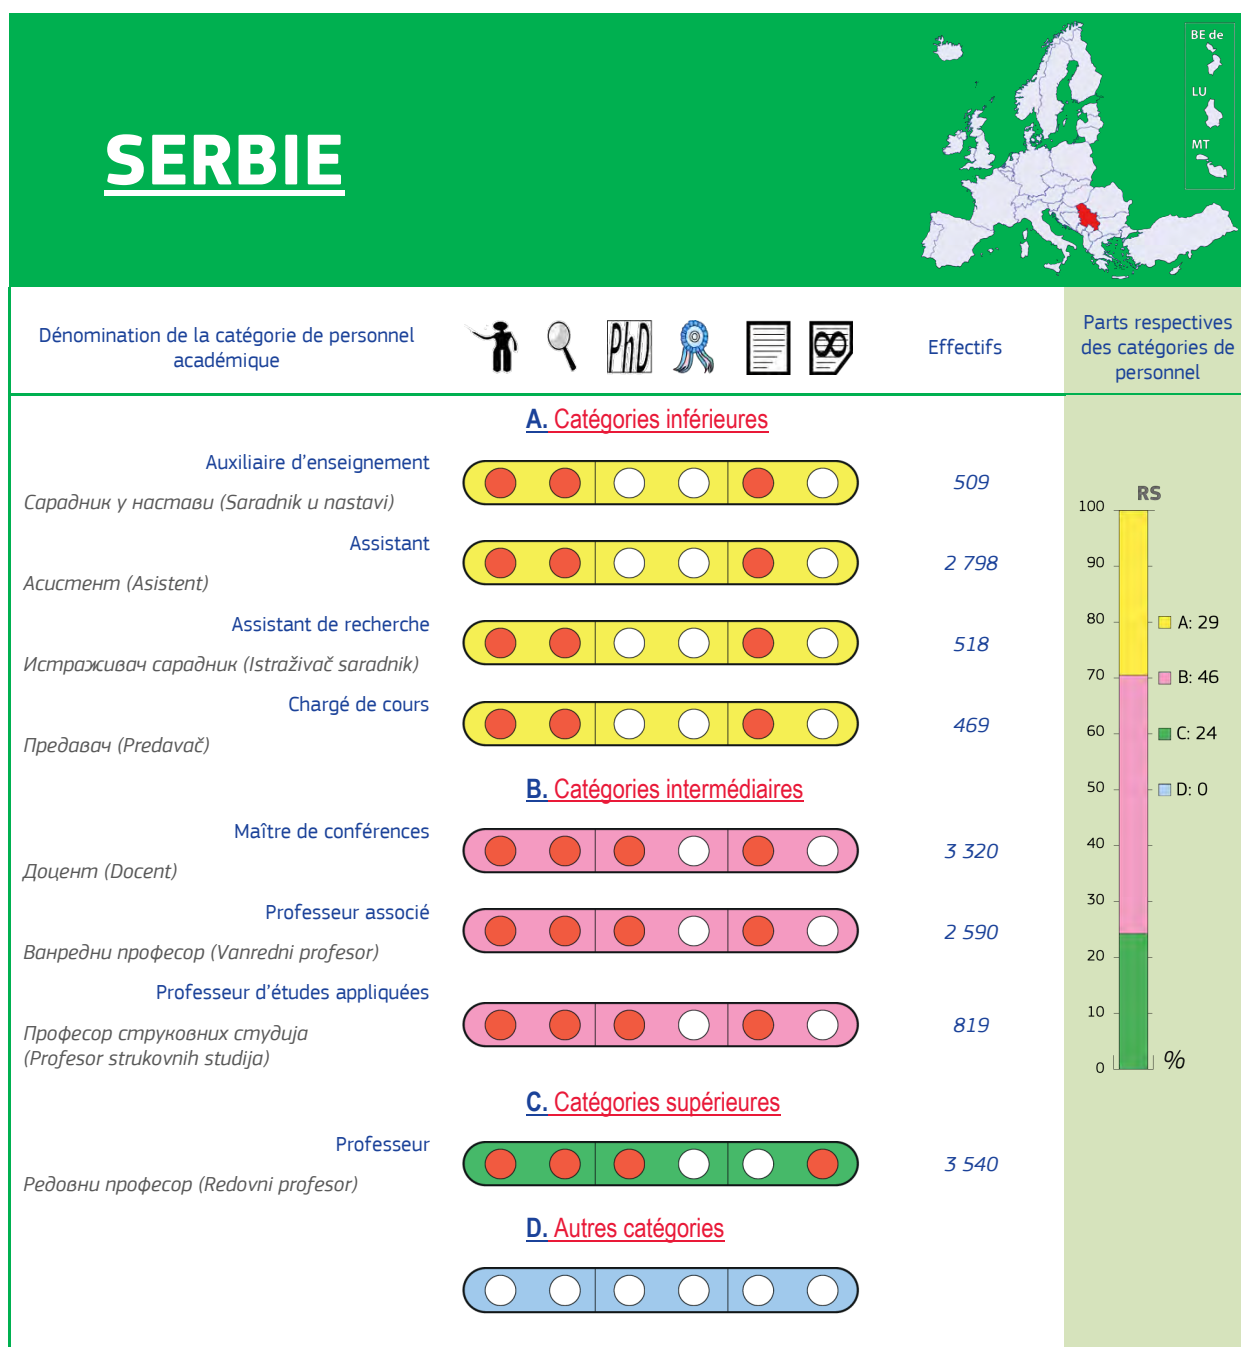 SERBIE
BE de
LU
MT
Dénomination de la catégorie de personnel
académique
PhD
Effectifs
Parts respectives
des catégories de
personnel
A. Catégories inférieures
Auxiliaire d'enseignement
Сарадник у настави (Saradnik u nastavi)
509
Assistant
Асистент (Asistent)
2 798
Assistant de recherche
Истраживач сарадник (Istraživač saradnik)
518
Chargé de cours
Предавач (Predavač)
469
B. Catégories intermédiaires
Maître de conférences
Доцент (Docent)
3 320
Professeur associé
Ванредни професор (Vanredni profesor)
2 590
Professeur d'études appliquées
Професор струковних студија
(Profesor strukovnih studija)
819
C. Catégories supérieures
Professeur
Редовни професор (Redovni profesor)
3 540
D. Autres catégories
RS
100
90
80
70
60
50
40
30
20
10
0
%
A: 29
B: 46
C: 24
D: 0